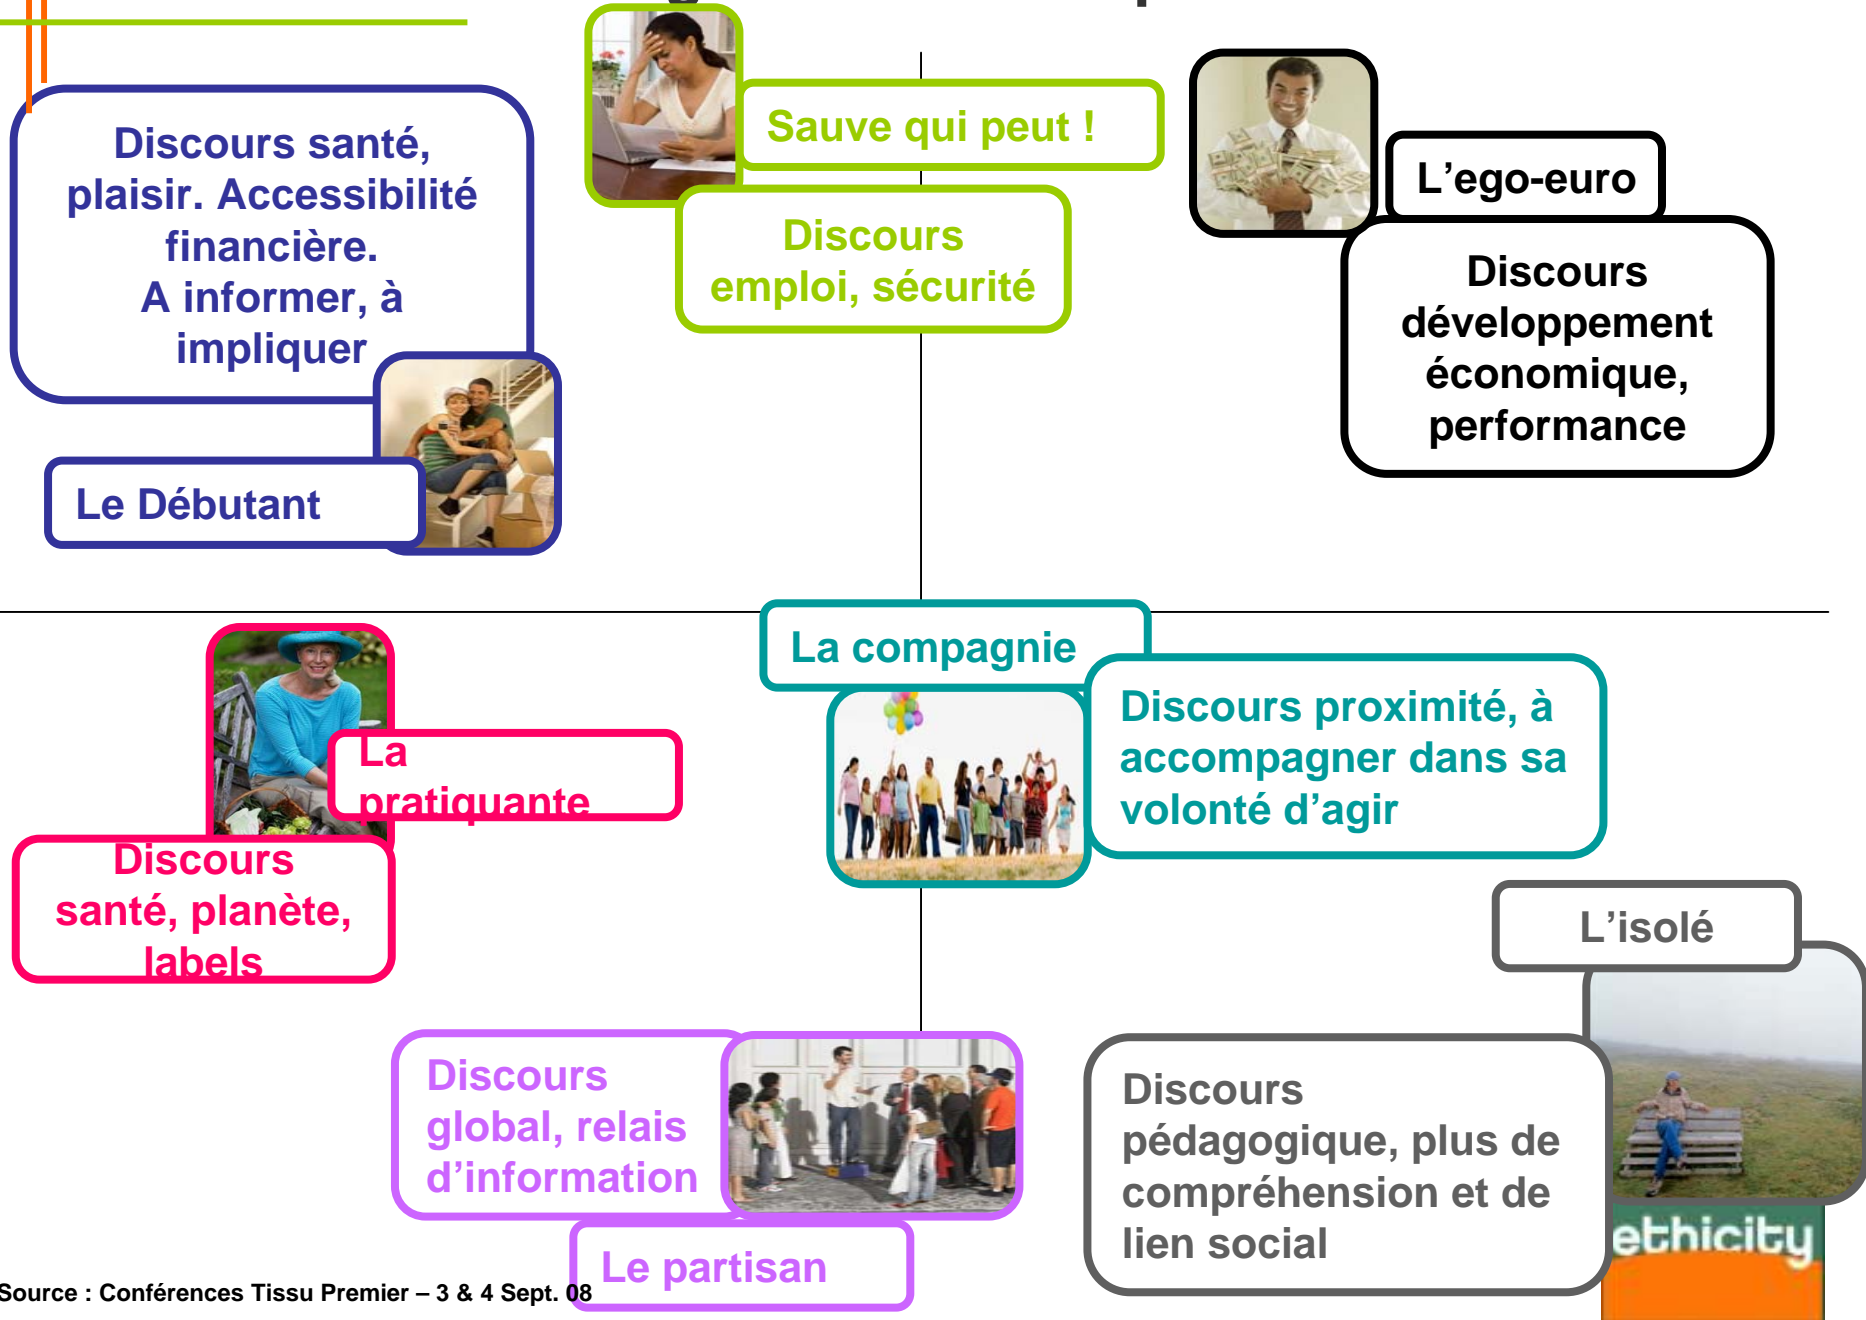 Discours santé,
plaisir. Accessibilité
financière.
A informer, à
impliquer
Le Débutant
Sauve qui peut !
Discours
emploi, sécurité
L’ego-euro
Discours
développement
économique,
performance
La compagnie
Discours proximité, à
accompagner dans sa
volonté d’agir
La
pratiquante
Discours
santé, planète,
labels
L’isolé
Discours
pédagogique, plus de
compréhension et de
lien social
Discours
global, relais
d’information
Le partisan
ethicity
Source : Conférences Tissu Premier – 3 & 4 Sept. 08